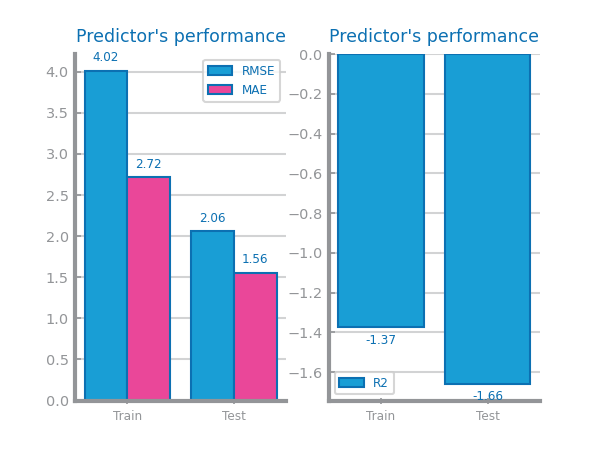 Predictor's performance
4.02
RMSE
MAE
2.72
2.06
1.56
4.0
3.5
3.0
2.5
2.0
1.5
1.0
0.5
0.0
Train
Test
Predictor's performance
0.0
−0.2
−0.4
−0.6
−0.8
−1.0
−1.2
−1.4
−1.6
-1.37
-1.66
R2
Train
Test